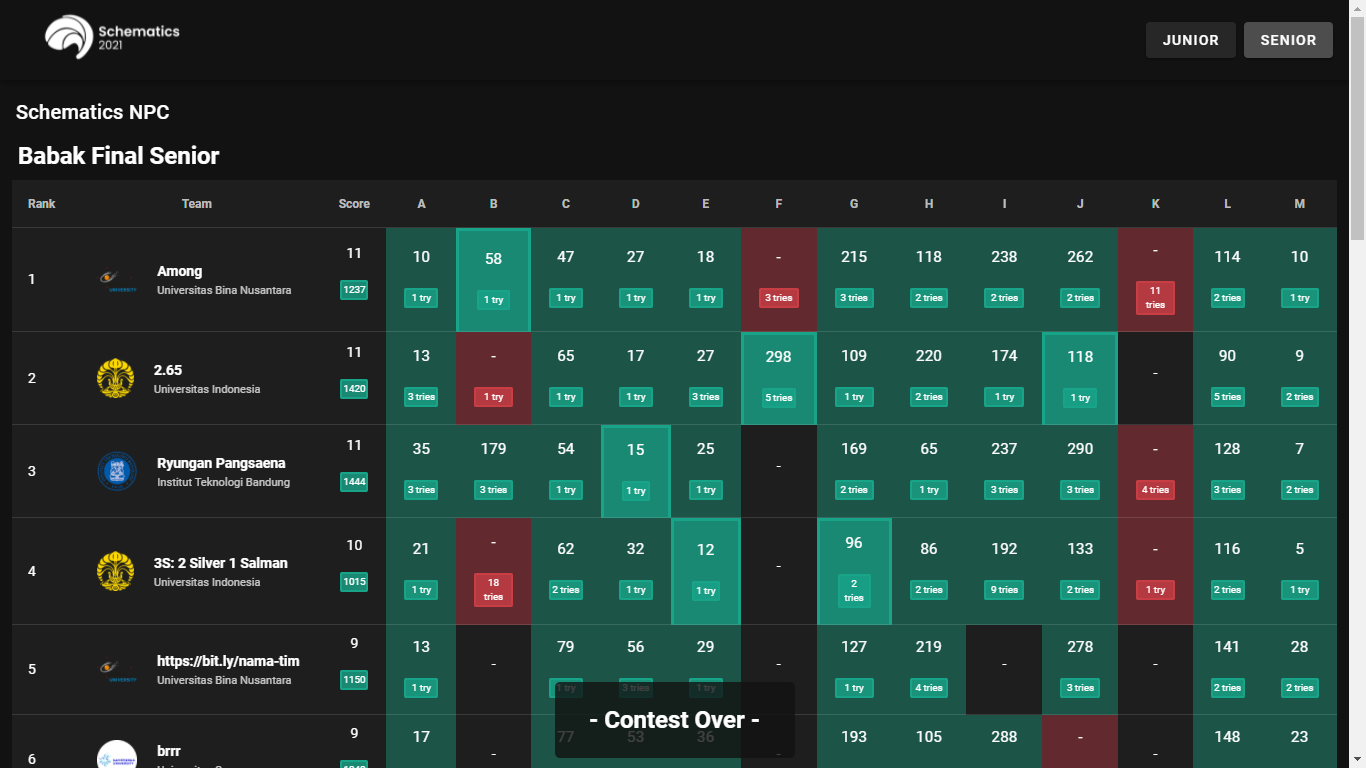 Schematics
2021
JUNIOR SENIOR
Schematics NPC
Babak Final Senior
Rank Team Score A B C D E F G H I J K L M
1 Among Universitas Bina Nusantara 11 1237
10 58 47 27 18 - 215 118 238 262 - 114 10
1 try 1 try 1 try 1 try 1 try 3 tries 3 tries 2 tries 2 tries 2 tries 11 tries 2 tries 1 try
2 2.65 Universitas Indonesia 11 1420
13 - 65 17 27 298 109 220 174 118 - 90 9
3 tries 1 try 1 try 1 try 3 tries 5 tries 1 try 2 tries 1 try 1 try 5 tries 2 tries
3 Ryungan Pangsaena Institut Teknologi Bandung 11 1444
35 179 54 15 25 - 169 65 237 290 - 128 7
3 tries 3 tries 1 try 1 try 1 try 2 tries 1 try 3 tries 3 tries 4 tries 3 tries 2 tries
4 3S: 2 Silver 1 Salman Universitas Indonesia 10 1015
21 - 62 32 12 - 96 86 192 133 - 116 5
1 try 18 tries 2 tries 1 try 1 try 2 tries 2 tries 9 tries 2 tries 1 try 2 tries 1 try
5 https://bit.ly/nama-tim Universitas Bina Nusantara 9 1150
13 - 79 56 29 - 127 219 - 278 - 141 28
1 try 1 try 3 tries 1 try 1 try 4 tries 3 tries 2 tries 2 tries
6 brrr 9
17 - 77 53 36 - 193 105 288 - - 148 23
- Contest Over -